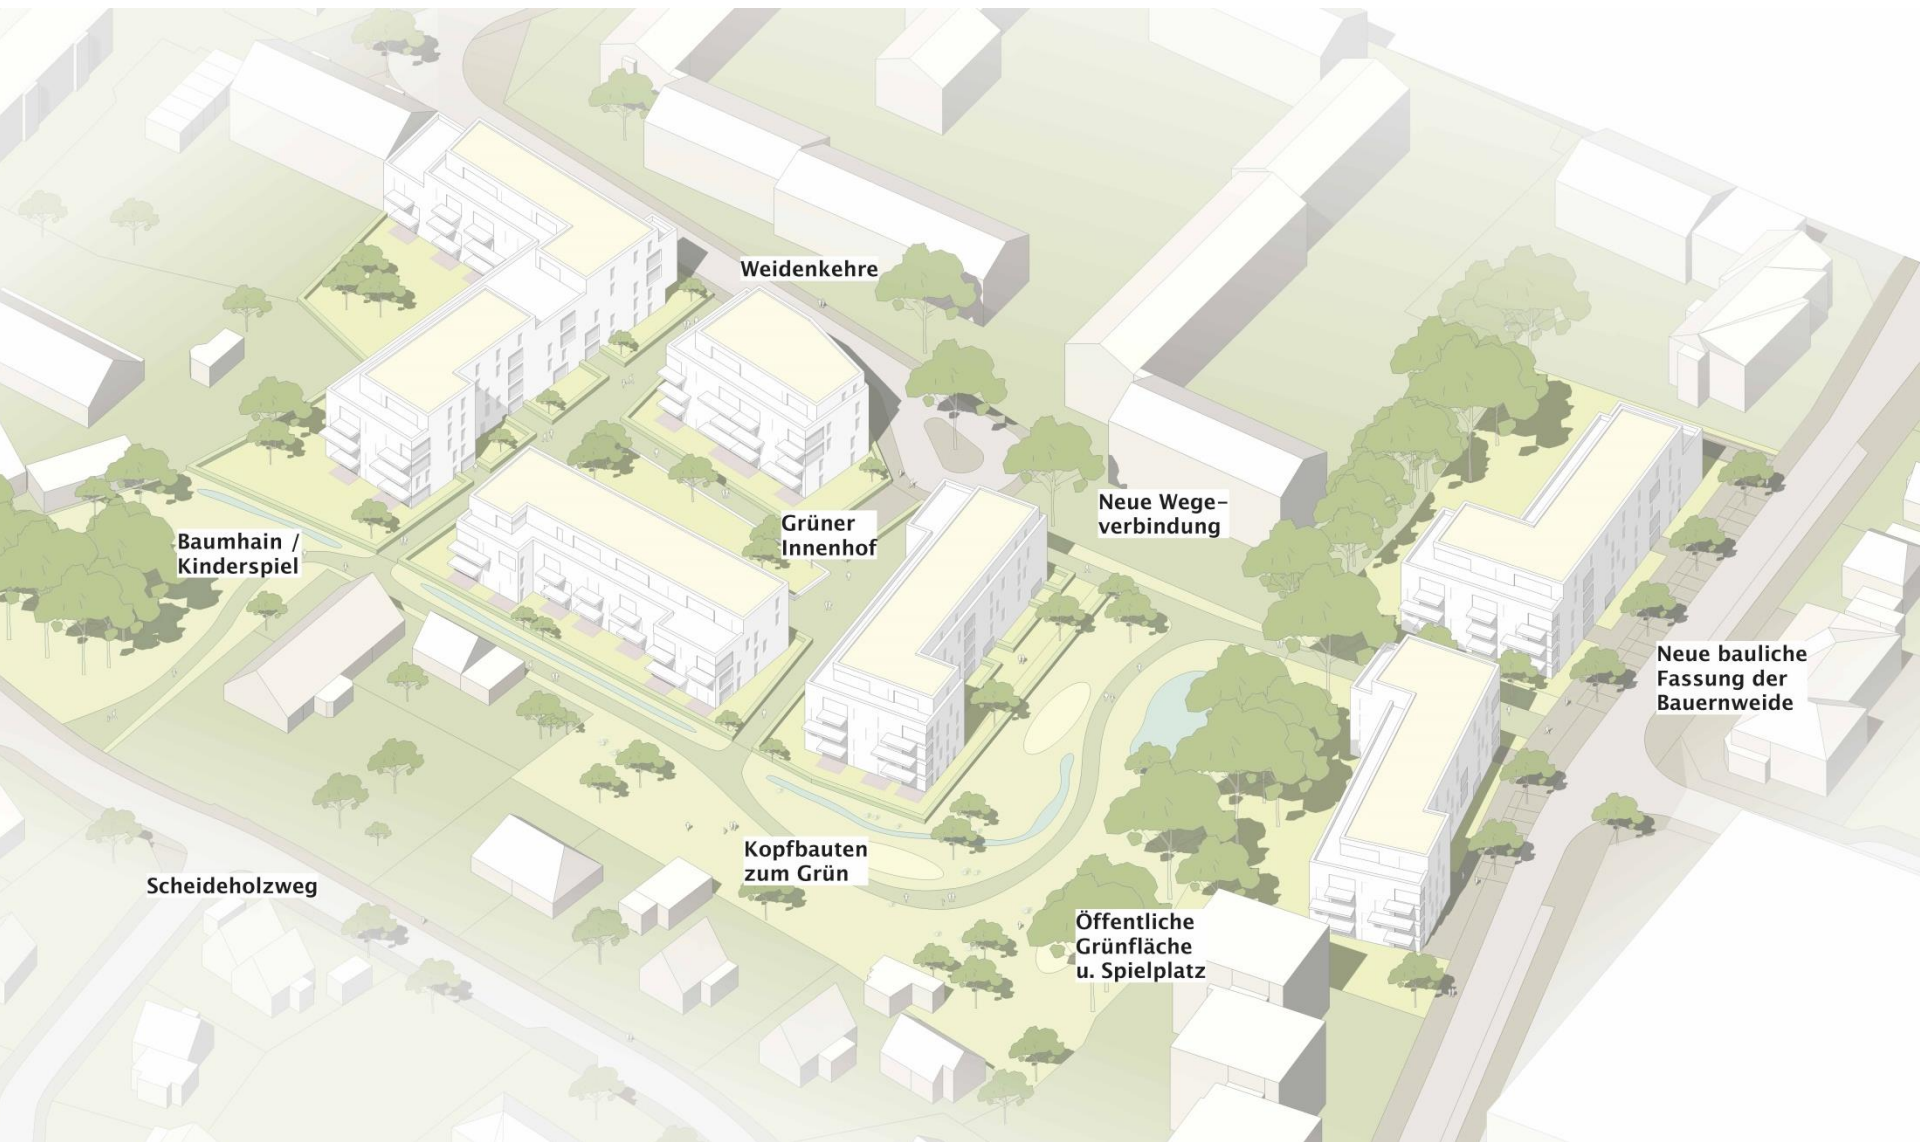 Weidenkehre
Neue Wege-
verbindung
Grüner
Innenhof
Baumhain /
Kinderspiel
Neue bauliche
Fassung der
Bauernweide
Kopfbauten
zum Grün
Scheideholzweg
Öffentliche
Grünfläche
u. Spielplatz